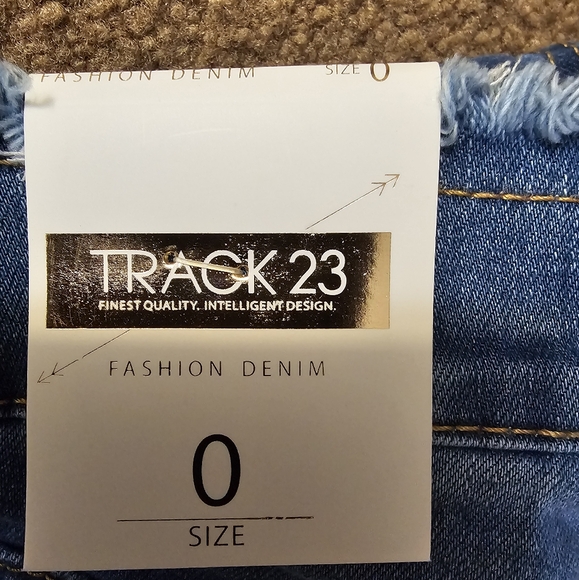 FASHION DENIM SIZE 0
TRACK 23
FINEST QUALITY. INTELLIGENT DESIGN.
FASHION DENIM
0
SIZE